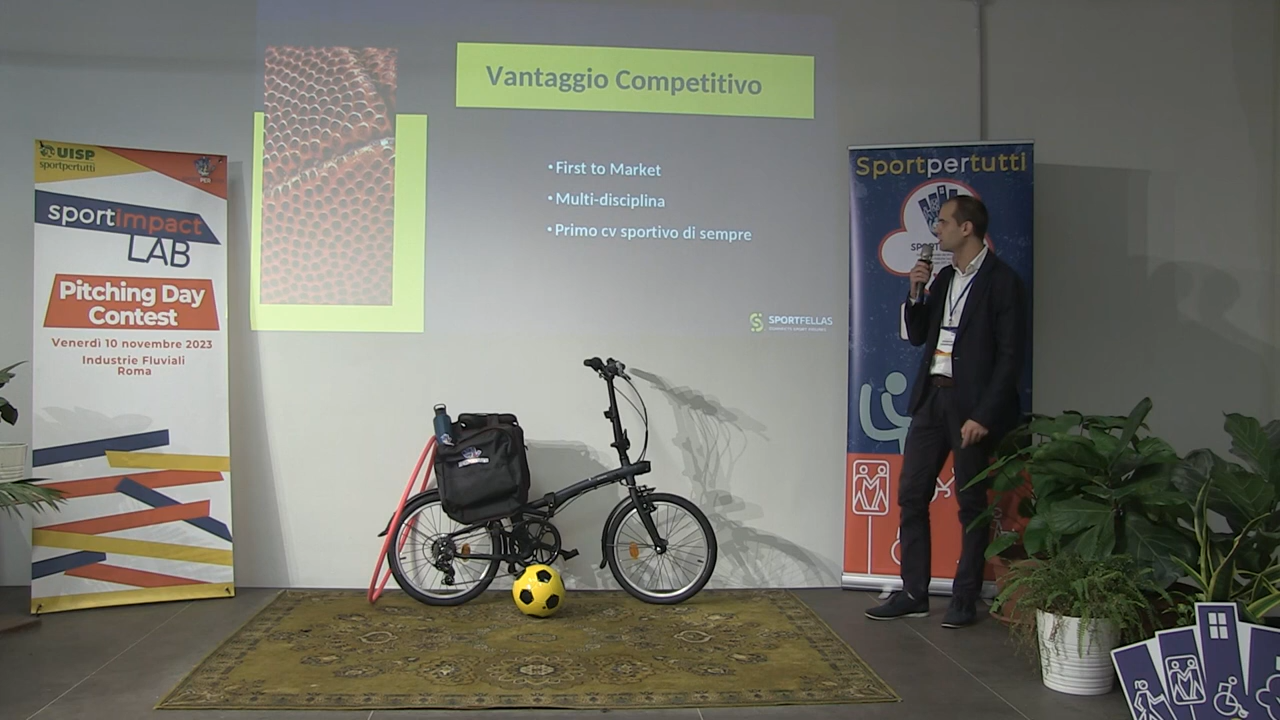 UISP
sportpertutti
sportimpact
LAB
Pitching Day
Contest
Venerdì 10 novembre 2023
Industrie Fluviali
Roma
Vantaggio Competitivo
• First to Market
• Multi-disciplina
• Primo cv sportivo di sempre
SPORTFELLAS
Sportpertutti